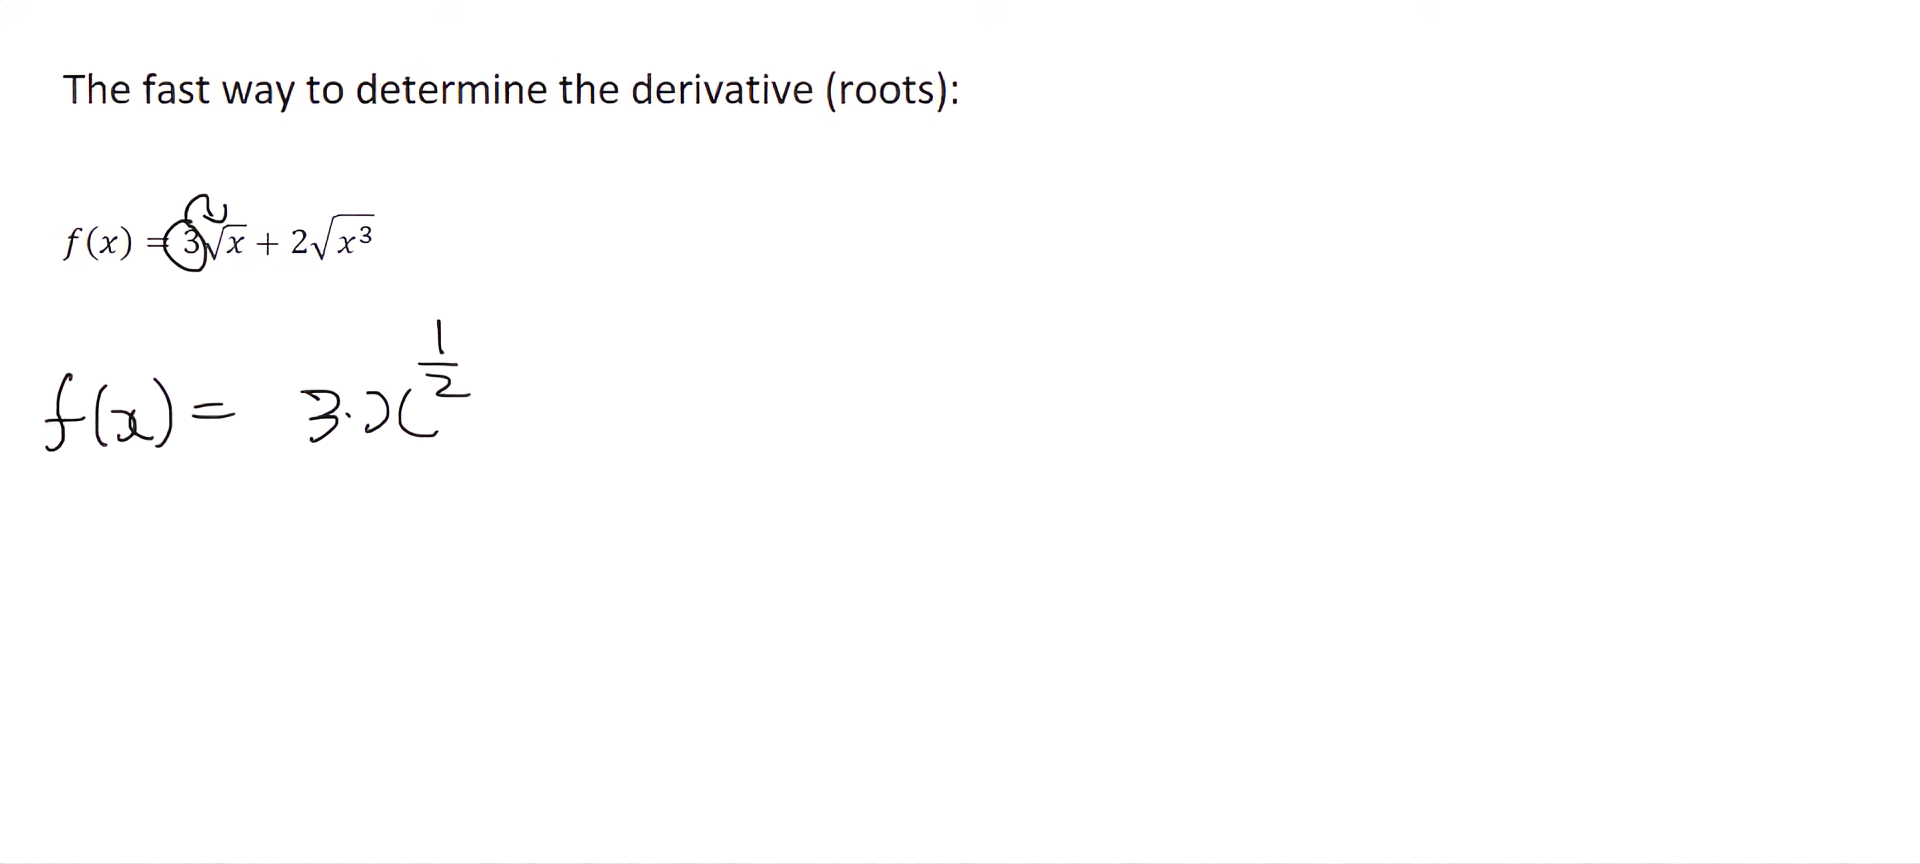 The fast way to determine the derivative (roots):
f(x) = 3√x + 2√x³
f(x) = 3·x^(1/2)